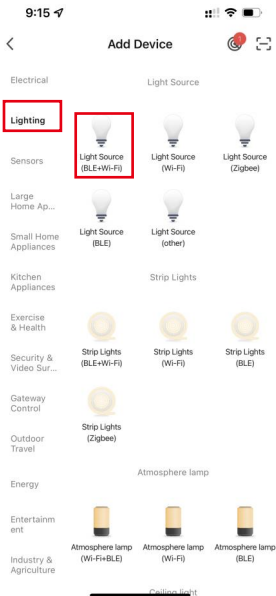 9:15
Add Device
1
Electrical
Lighting
Sensors
Large
Home Ap...
Small Home
Appliances
Kitchen
Appliances
Exercise
& Health
Security &
Video Sur...
Gateway
Control
Outdoor
Travel
Energy
Entertainm
ent
Industry &
Agriculture
Light Source
Light Source
(BLE+Wi-Fi)
Light Source
(Wi-Fi)
Light Source
(Zigbee)
Light Source
(BLE)
Light Source
(other)
Strip Lights
Strip Lights
(BLE+Wi-Fi)
Strip Lights
(Wi-Fi)
Strip Lights
(BLE)
Strip Lights
(Zigbee)
Atmosphere lamp
Atmosphere lamp
(Wi-Fi+BLE)
Atmosphere lamp
(Wi-Fi)
Atmosphere lamp
(BLE)
Ceiling light